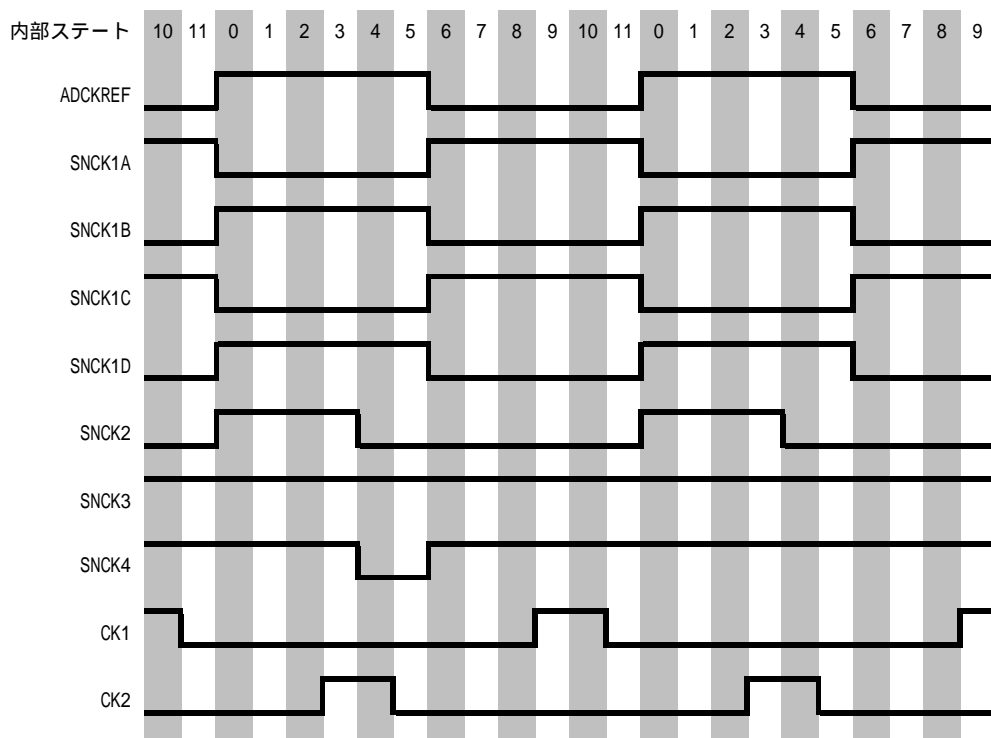 内部ステート 10 11 0 1 2 3 4 5 6 7 8 9 10 11 0 1 2 3 4 5 6 7 8 9
ADCKREF
SNCK1A
SNCK1B
SNCK1C
SNCK1D
SNCK2
SNCK3
SNCK4
CK1
CK2